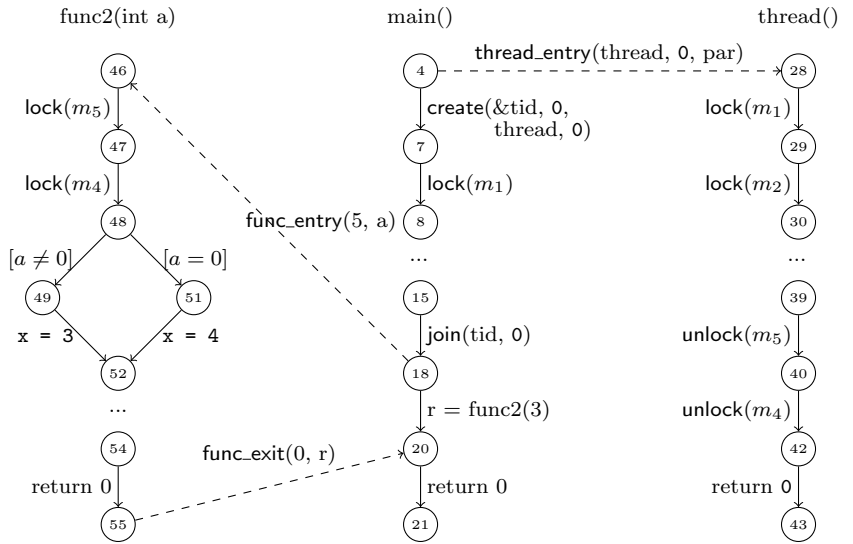 func2(int a) main() thread()
46 4 thread_entry(thread, 0, par) 28
lock(m₅) create(&tid, 0, lock(m₁)
thread, 0)
47 7 29
lock(m₄) lock(m₁) lock(m₂)
48 func_entry(5, a) 8 30
[a ≠ 0] [a = 0] ... ...
49 51 15 39
x = 3 x = 4 join(tid, 0) unlock(m₅)
52 18 40
... r = func2(3) unlock(m₄)
54 func_exit(0, r) 20 42
return 0 return 0 return 0
55 21 43